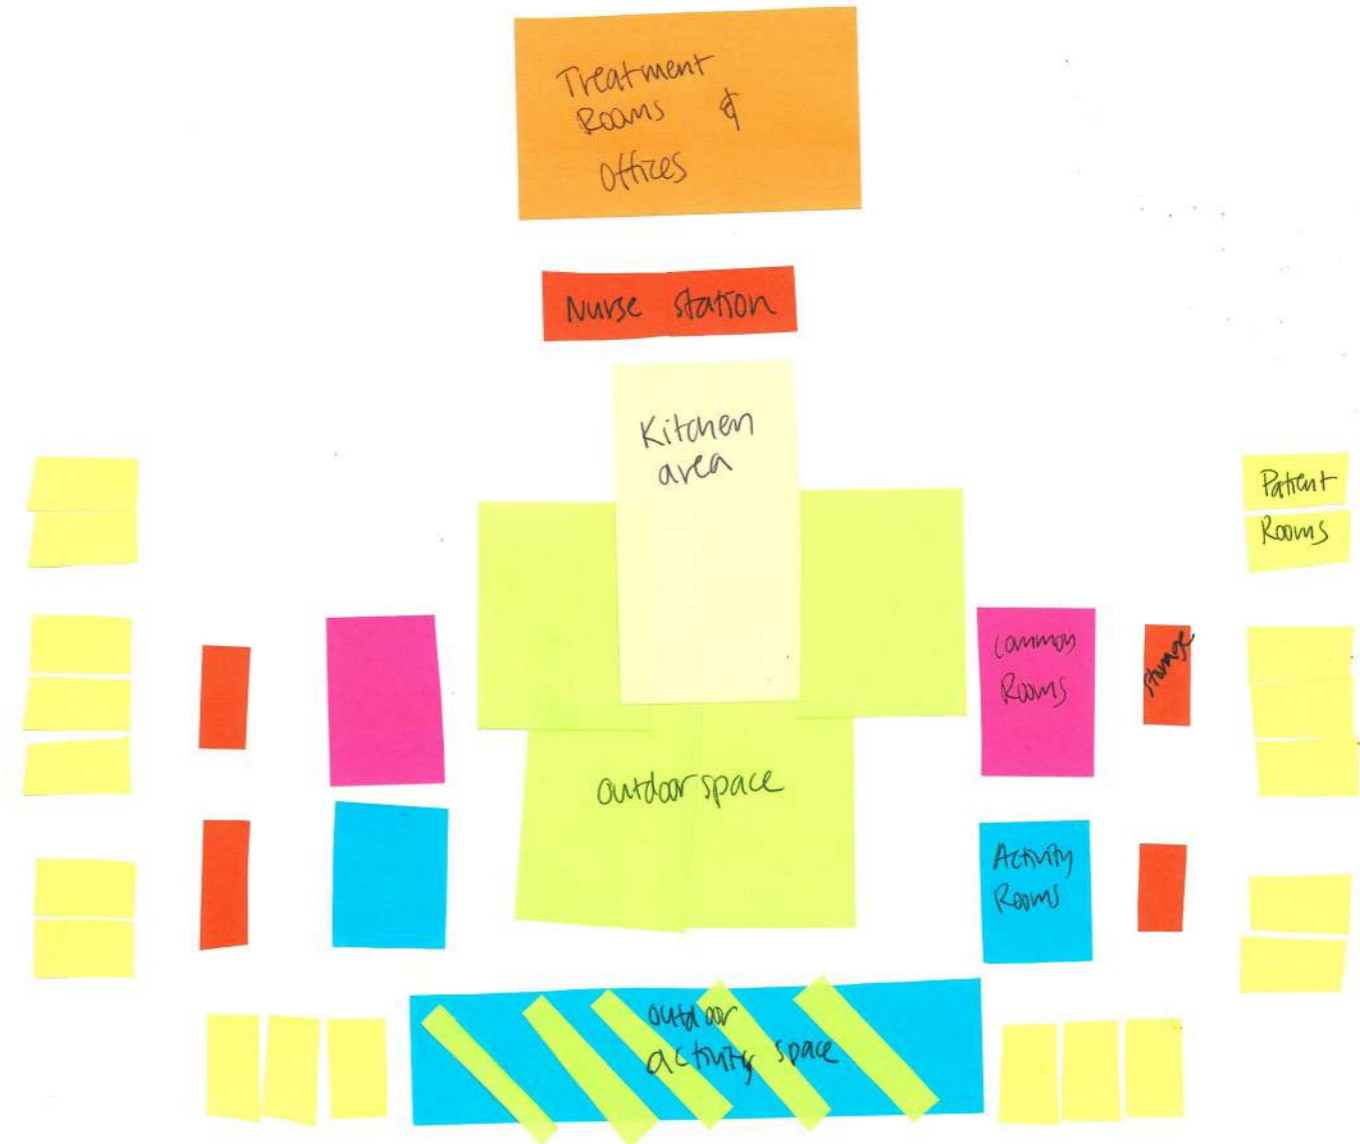 Treatment
Rooms &
Offices
Nurse station
Kitchen
area
Patient
Rooms
Common
Rooms
Storage
outdoor space
Activity
Rooms
outdoor
activity space